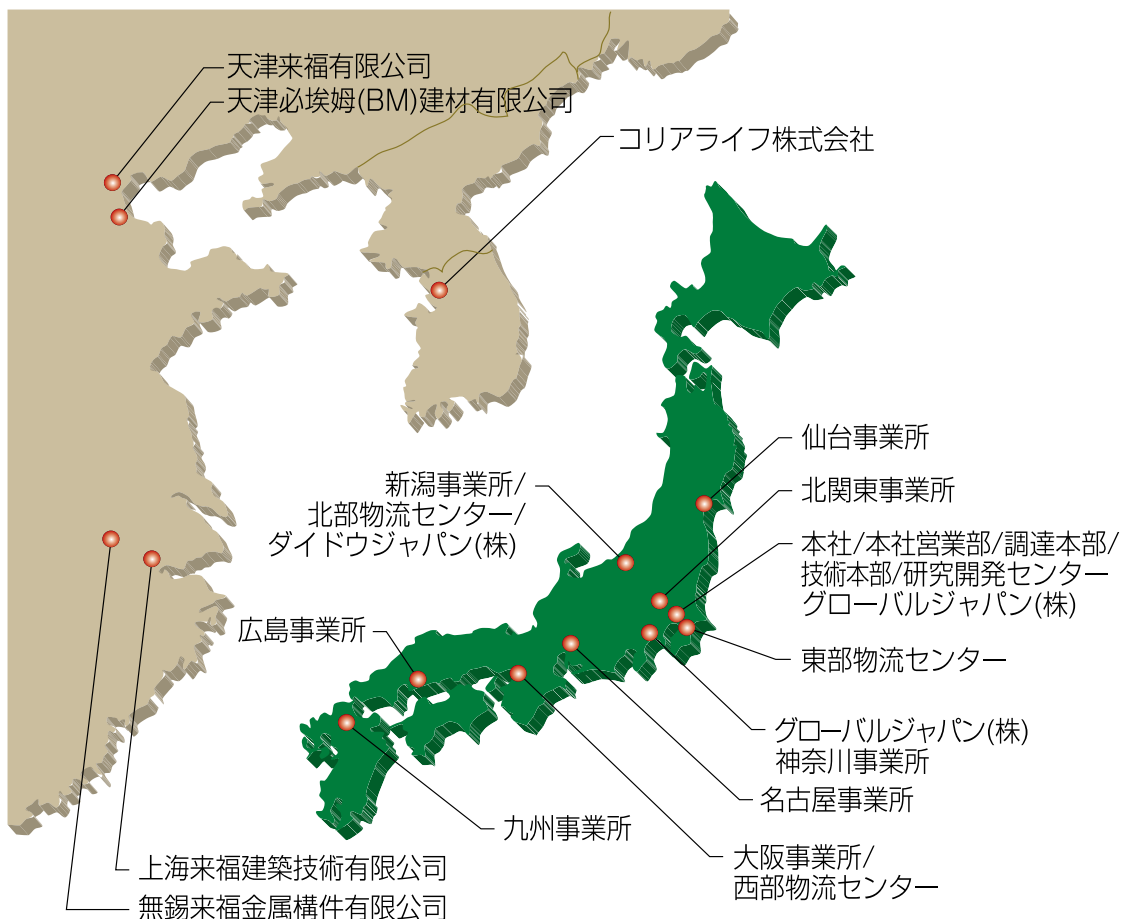 天津来福有限公司
天津必埃姆(BM)建材有限公司
コリアライフ株式会社
仙台事業所
新潟事業所/
北部物流センター/
ダイドウジャパン(株)
北関東事業所
本社/本社営業部/調達本部/
技術本部/研究開発センター
グローバルジャパン(株)
広島事業所
東部物流センター
グローバルジャパン(株)
神奈川事業所
名古屋事業所
九州事業所
大阪事業所/
西部物流センター
上海来福建築技術有限公司
無錫来福金属構件有限公司